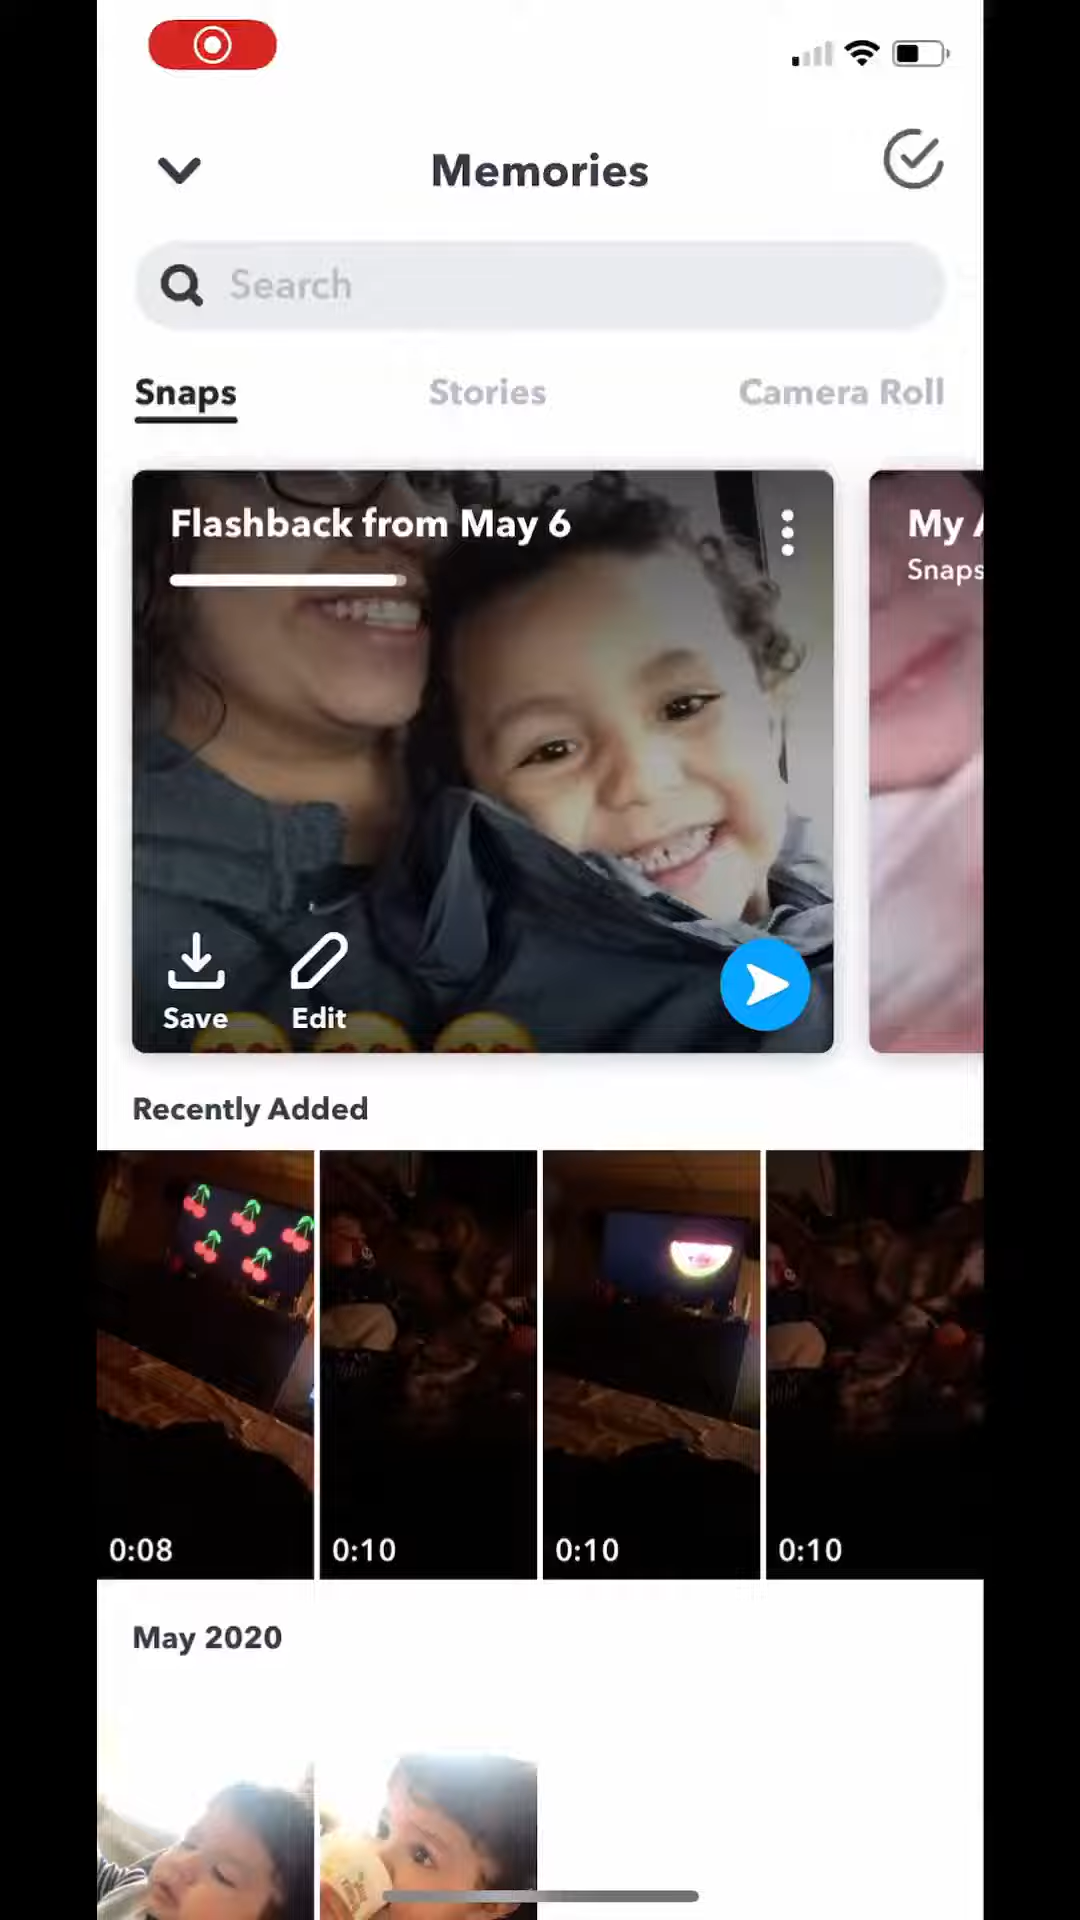 Memories
Search
Snaps Stories Camera Roll
Flashback from May 6
My
Snaps
Save Edit
Recently Added
0:08 0:10 0:10 0:10
May 2020